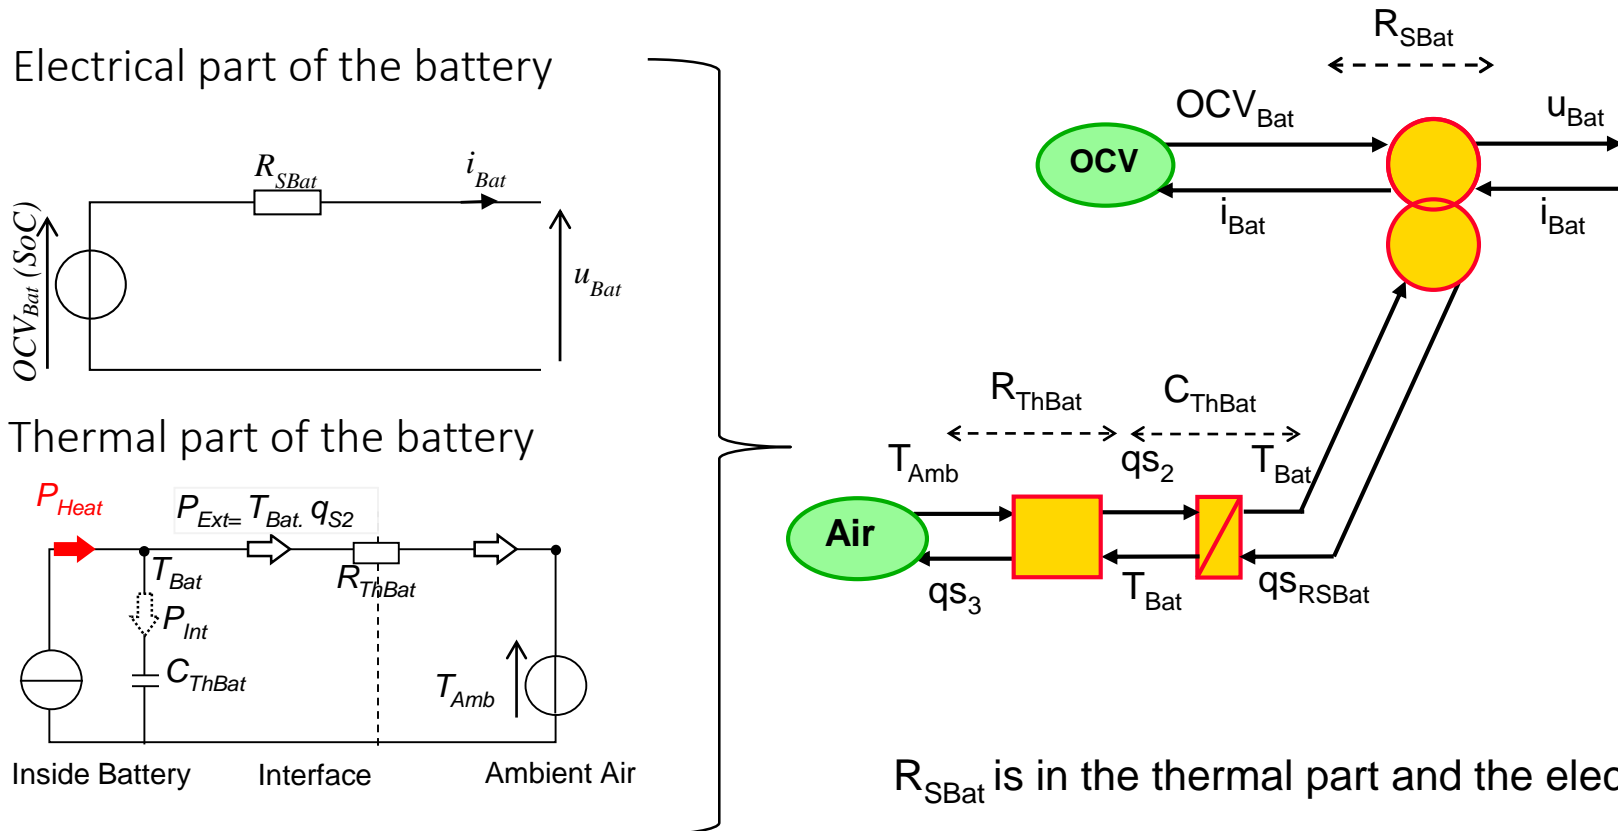 Electrical part of the battery
R_SBat
i_Bat
OCV_Bat (SoC)
u_Bat
Thermal part of the battery
P_Heat
P_Ext= T_Bat. q_S2
T_Bat
R_ThBat
P_Int
C_ThBat
T_Amb
Inside Battery
Interface
Ambient Air
R_SBat
OCV_Bat
u_Bat
OCV
i_Bat
i_Bat
R_ThBat
C_ThBat
T_Amb
qs_2
T_Bat
Air
qs_3
T_Bat
qs_RSBat
R_SBat is in the thermal part and the elec